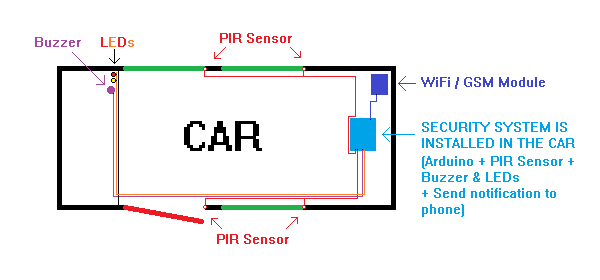 Buzzer
LEDs
PIR Sensor
WiFi / GSM Module
CAR
SECURITY SYSTEM IS
INSTALLED IN THE CAR
(Arduino + PIR Sensor +
Buzzer & LEDs
+ Send notification to
phone)
PIR Sensor